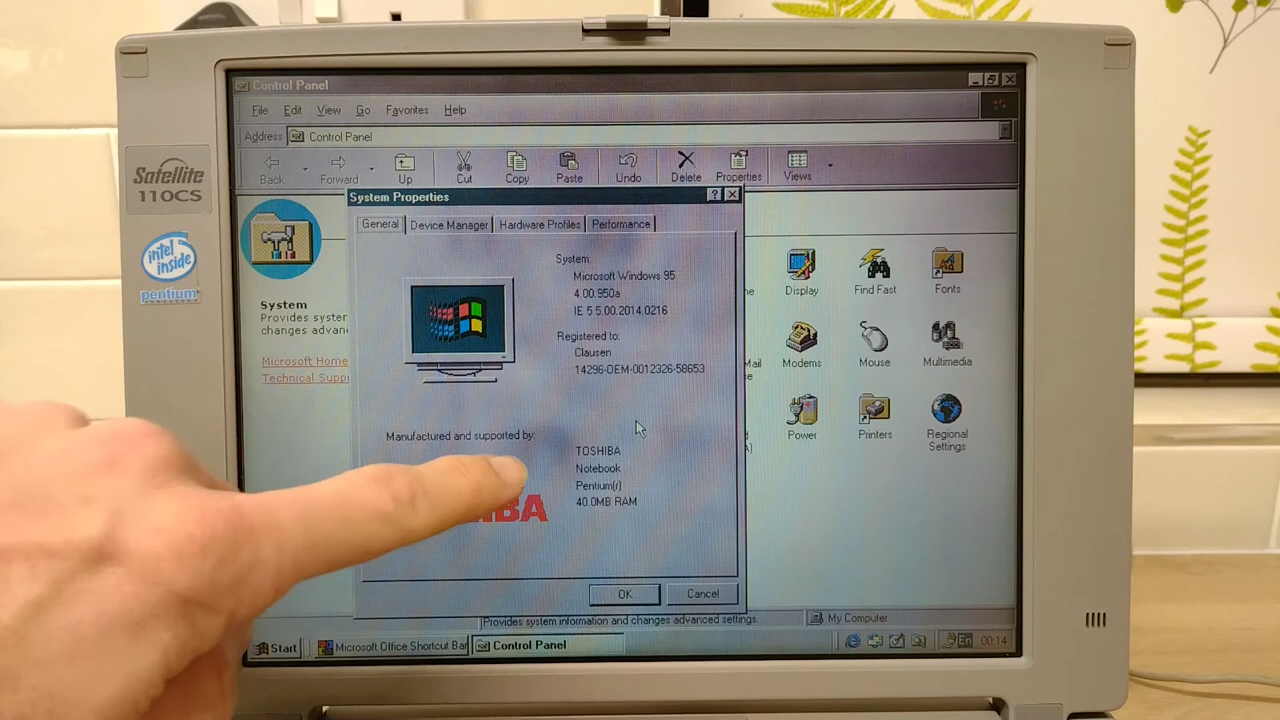 Control Panel
File Edit View Go Favorites Help
Address Control Panel
Back Forward Up Cut Copy Paste Undo Delete Properties Views
Satellite
110CS
intel
inside
pentium
System Properties
General Device Manager Hardware Profiles Performance
System:
Microsoft Windows 95
4.00.950a
IE 5 5.00.2014.0216
Registered to:
Clausen
14296-OEM-0012326-58653
Manufactured and supported by:
TOSHIBA
Notebook
Pentium(r)
40.0MB RAM
OK Cancel
System
Provides system
changes advan
Microsoft Home
Technical Supp
Display Find Fast Fonts
Modems Mouse Multimedia
Mail
Power Printers Regional
Settings
Provides system information and changes advanced settings.
My Computer
Start Microsoft Office Shortcut Bar Control Panel En 00:14